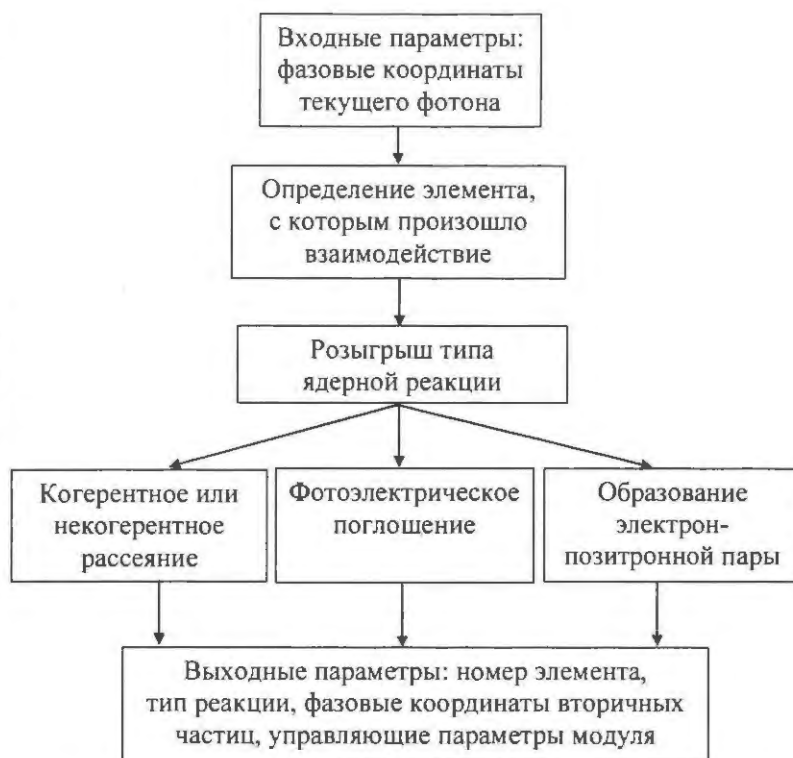 Входные параметры:
фазовые координаты
текущего фотона
Определение элемента,
с которым произошло
взаимодействие
Розыгрыш типа
ядерной реакции
Когерентное или
некогерентное
рассеяние
Фотоэлектрическое
поглощение
Образование
электрон-
позитронной пары
Выходные параметры: номер элемента,
тип реакции, фазовые координаты вторичных
частиц, управляющие параметры модуля